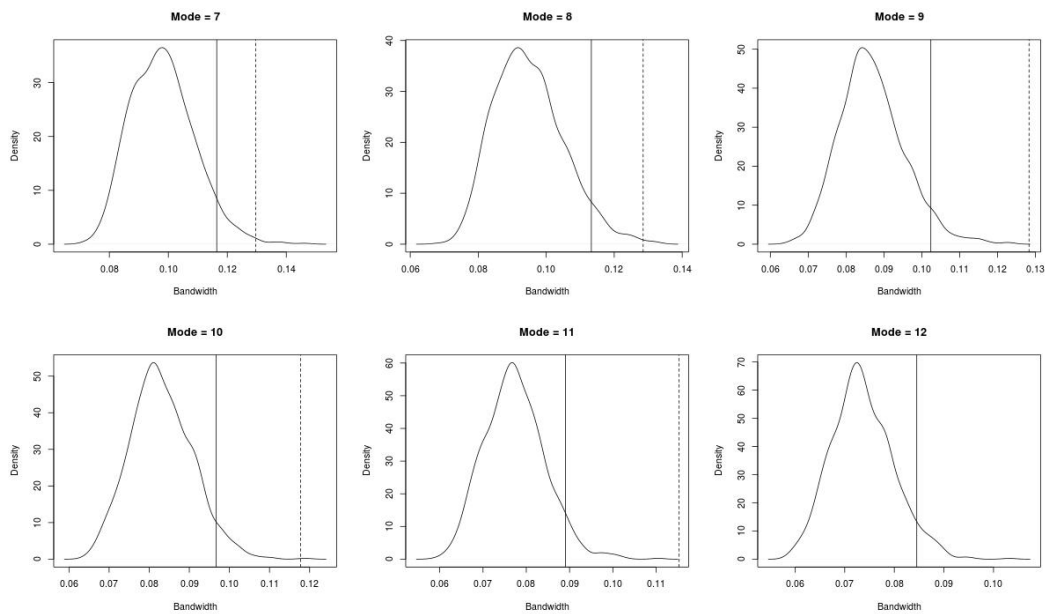 Mode = 7
Density
0 10 20 30
0.08 0.10 0.12 0.14
Bandwidth
Mode = 8
Density
0 10 20 30 40
0.06 0.08 0.10 0.12 0.14
Bandwidth
Mode = 9
Density
0 10 20 30 40 50
0.06 0.07 0.08 0.09 0.10 0.11 0.12 0.13
Bandwidth
Mode = 10
Density
0 10 20 30 40 50
0.06 0.07 0.08 0.09 0.10 0.11 0.12
Bandwidth
Mode = 11
Density
0 10 20 30 40 50 60
0.06 0.07 0.08 0.09 0.10 0.11
Bandwidth
Mode = 12
Density
0 10 20 30 40 50 60 70
0.06 0.07 0.08 0.09 0.10
Bandwidth